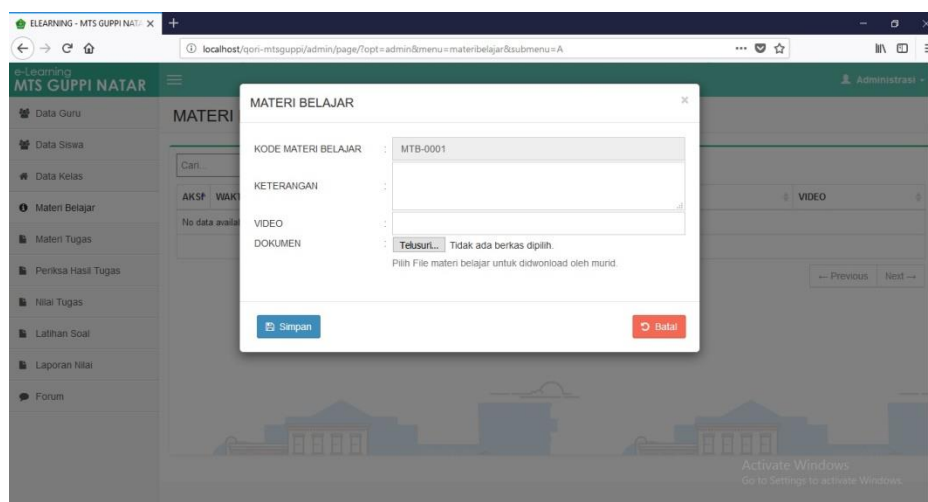 ELEARNING - MTS GUPPI NATA
localhost/qori-mtsguppi/admin/page/?opt=admin&menu=materibelajar&submenu=A
e-Learning
MTS GUPPI NATAR
Administrasi
Data Guru
Data Siswa
Data Kelas
Materi Belajar
Materi Tugas
Periksa Hasil Tugas
Nilai Tugas
Latihan Soal
Laporan Nilai
Forum
MATERI
Cari...
AKSI WAKT VIDEO
No data availa
← Previous Next →
MATERI BELAJAR
×
KODE MATERI BELAJAR : MTB-0001
KETERANGAN :
VIDEO :
DOKUMEN : Telusuri... Tidak ada berkas dipilih.
Pilih File materi belajar untuk didwonload oleh murid.
Simpan Batal
Activate Windows
Go to Settings to activate Windows.